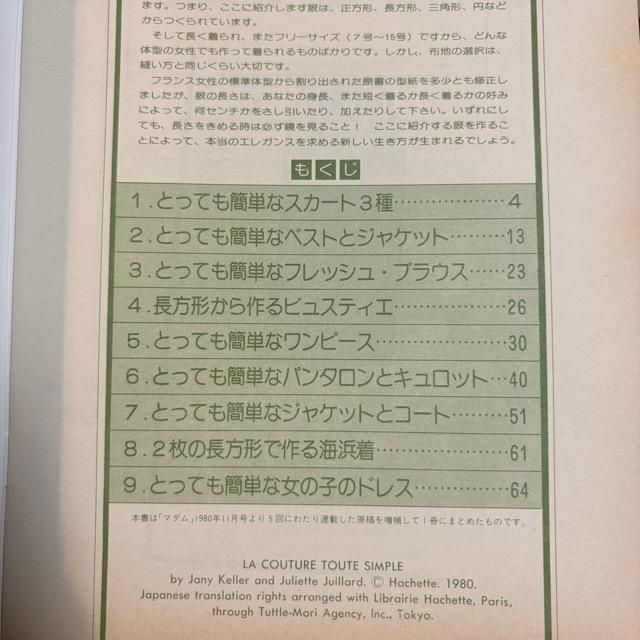 ます。つまり、ここに紹介します服は、正方形、長方形、三角形、円など
からつくられています。
そして長く着られ、またフリーサイズ（7号〜15号）ですから、どんな
体型の女性でも作って着られるものばかりです。しかし、布地の選択は、
縫い方と同じくらい大切です。
フランス女性の標準体型から割り出された原書の型紙を多少とも修正し
ましたが、服の長さは、あなたの身長、また短く着るか長く着るかの好み
によって、何センチかをさし引いたり、加えたりして下さい。いずれにし
ても、長さをきめる時は必ず鏡を見ること！ ここに紹介する服を作るこ
とによって、本当のエレガンスを求める新しい生き方が生まれるでしょう。
もくじ
1.とっても簡単なスカート3種………………4
2.とっても簡単なベストとジャケット………13
3.とっても簡単なフレッシュ・ブラウス……23
4.長方形から作るビュスティエ………………26
5.とっても簡単なワンピース…………………30
6.とっても簡単なパンタロンとキュロット…40
7.とっても簡単なジャケットとコート………51
8.2枚の長方形で作る海浜着…………………61
9.とっても簡単な女の子のドレス……………64
本書は「マダム」1980年11月号より5回にわたり連載した原稿を増補して1冊にまとめたものです。
LA COUTURE TOUTE SIMPLE
by Jany Keller and Juliette Juillard. © Hachette. 1980.
Japanese translation rights arranged with Librairie Hachette, Paris,
through Tuttle-Mori Agency, Inc., Tokyo.